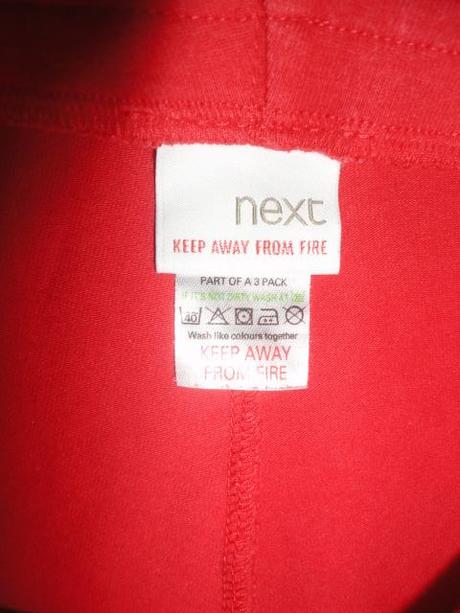 next
KEEP AWAY FROM FIRE
PART OF A 3 PACK
IF IT'S NOT DIRTY WASH AT
40
Wash like colours together
KEEP AWAY
FROM FIRE